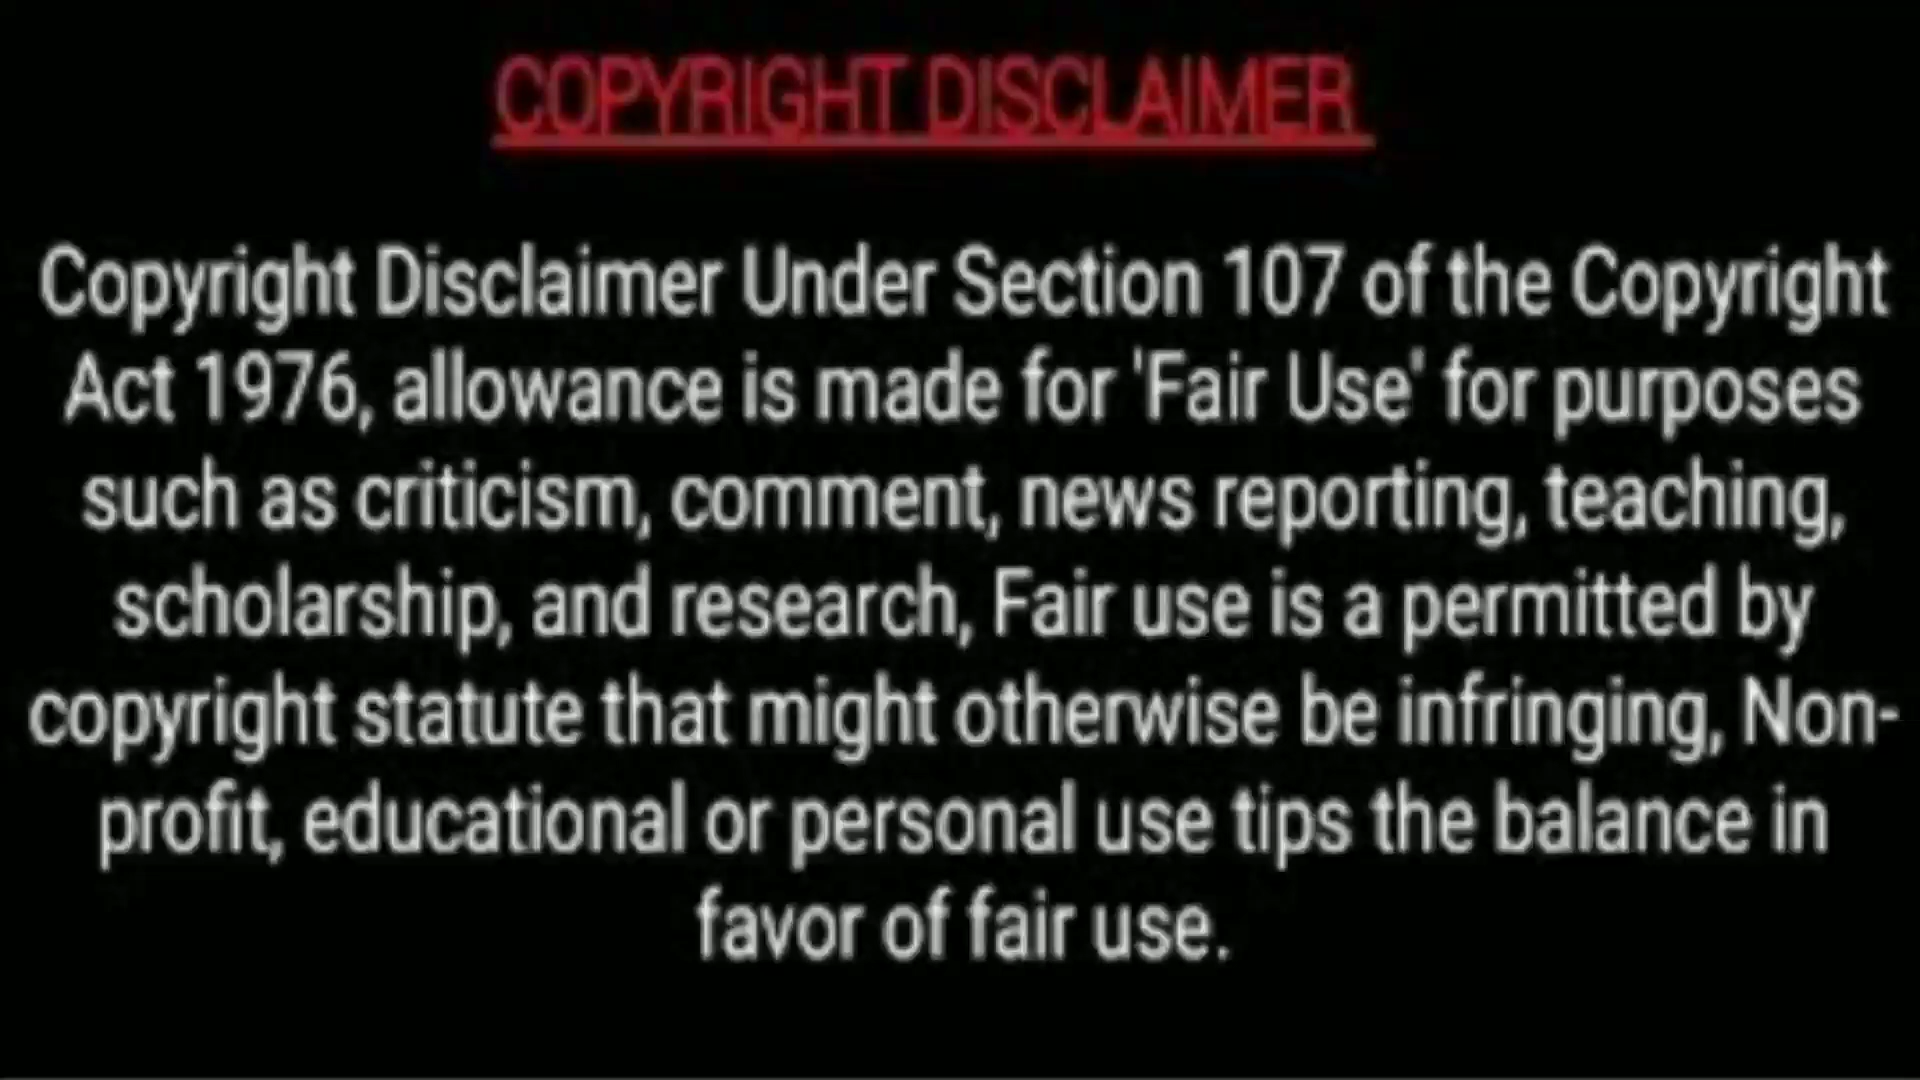 COPYRIGHT DISCLAIMER
Copyright Disclaimer Under Section 107 of the Copyright
Act 1976, allowance is made for 'Fair Use' for purposes
such as criticism, comment, news reporting, teaching,
scholarship, and research, Fair use is a permitted by
copyright statute that might otherwise be infringing, Non-
profit, educational or personal use tips the balance in
favor of fair use.